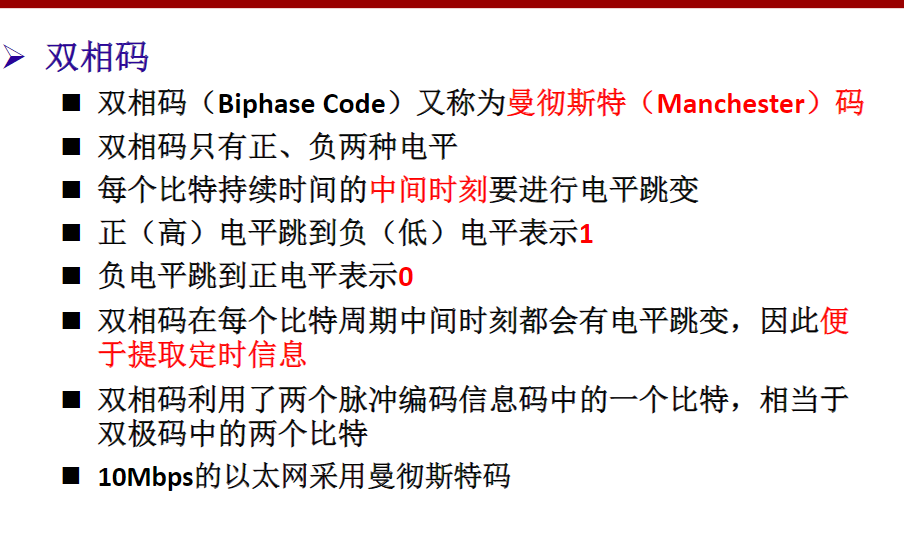 双相码
双相码（Biphase Code）又称为曼彻斯特（Manchester）码
双相码只有正、负两种电平
每个比特持续时间的中间时刻要进行电平跳变
正（高）电平跳到负（低）电平表示1
负电平跳到正电平表示0
双相码在每个比特周期中间时刻都会有电平跳变，因此便
于提取定时信息
双相码利用了两个脉冲编码信息码中的一个比特，相当于
双极码中的两个比特
10Mbps的以太网采用曼彻斯特码